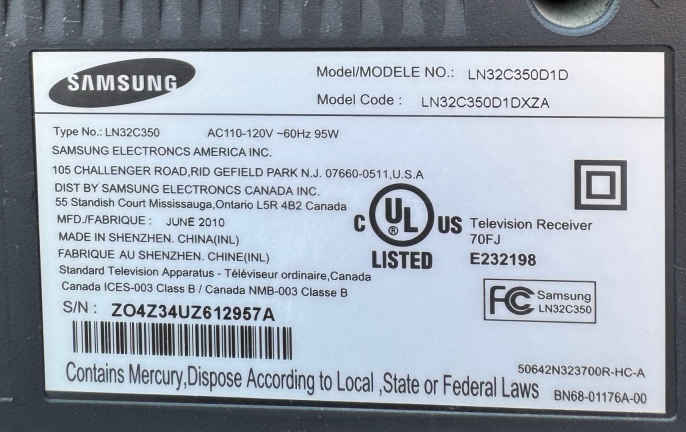 SAMSUNG
Model/MODELE NO.: LN32C350D1D
Model Code : LN32C350D1DXZA
Type No.: LN32C350 AC110-120V ~60Hz 95W
SAMSUNG ELECTRONCS AMERICA INC.
105 CHALLENGER ROAD,RID GEFIELD PARK N.J. 07660-0511,U.S.A
DIST BY SAMSUNG ELECTRONICS CANADA INC.
55 Standish Court Mississauga,Ontario L5R 4B2 Canada
MFD./FABRIQUE : JUNE 2010
MADE IN SHENZHEN. CHINA(INL)
FABRIQUE AU SHENZHEN. CHINE(INL)
Standard Television Apparatus - Téléviseur ordinaire,Canada
Canada ICES-003 Class B / Canada NMB-003 Classe B
C UL ® US
LISTED
Television Receiver
70FJ
E232198
FC Samsung
LN32C350
S/N : ZO4Z34UZ612957A
50642N323700R-HC-A
Contains Mercury,Dispose According to Local ,State or Federal Laws BN68-01176A-00